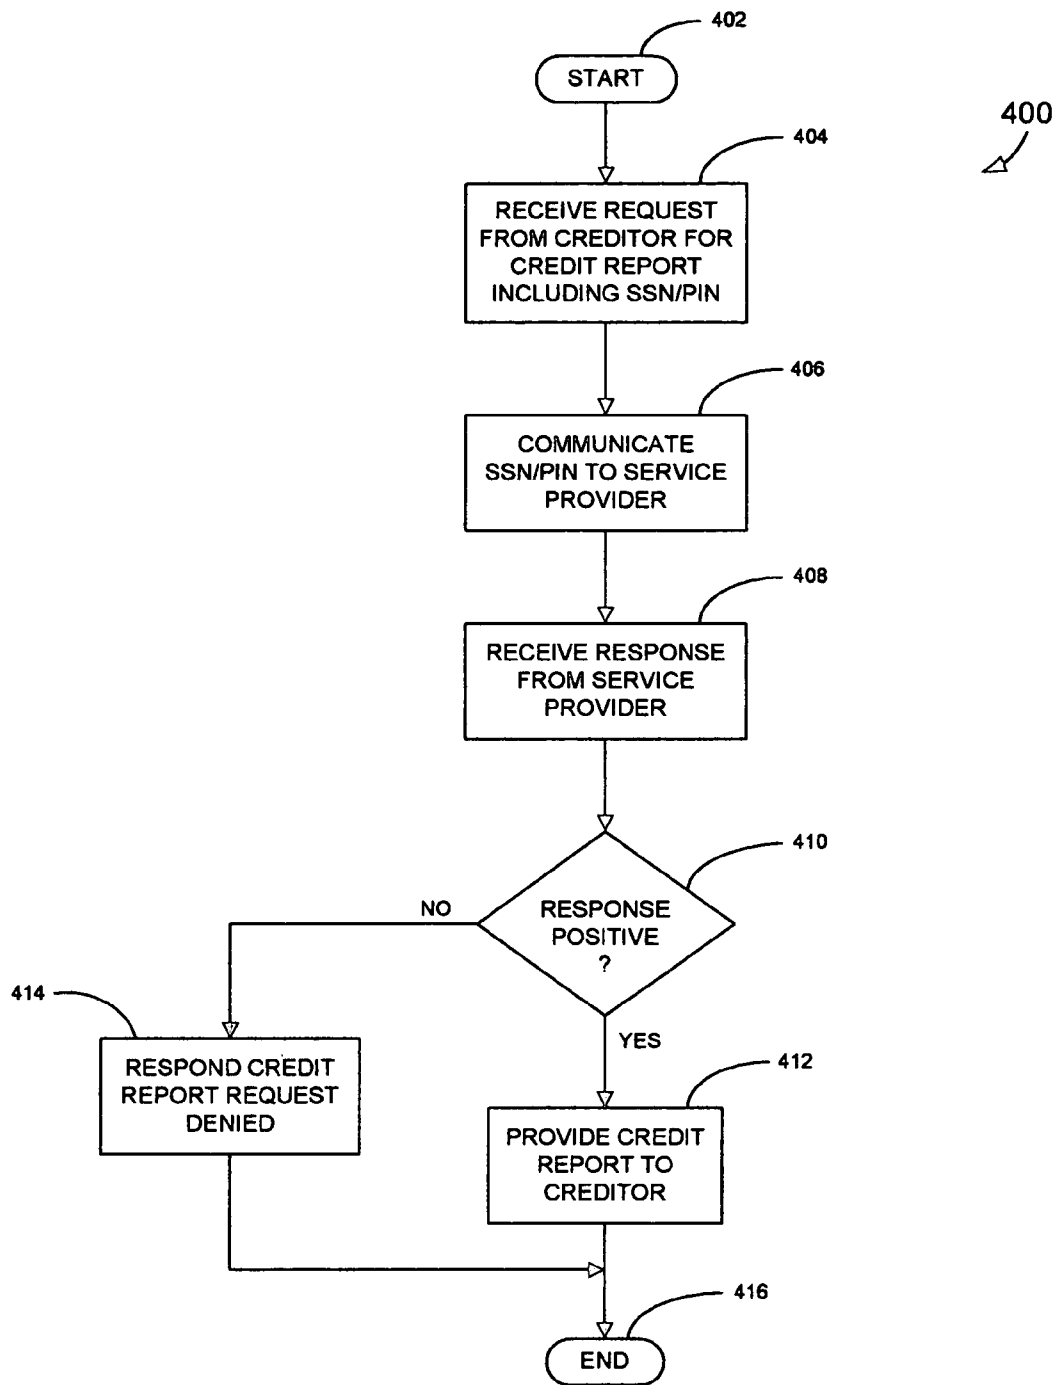 402
START
400
404
RECEIVE REQUEST
FROM CREDITOR FOR
CREDIT REPORT
INCLUDING SSN/PIN
406
COMMUNICATE
SSN/PIN TO SERVICE
PROVIDER
408
RECEIVE RESPONSE
FROM SERVICE
PROVIDER
410
RESPONSE
POSITIVE
?
NO
YES
414
RESPOND CREDIT
REPORT REQUEST
DENIED
412
PROVIDE CREDIT
REPORT TO
CREDITOR
416
END